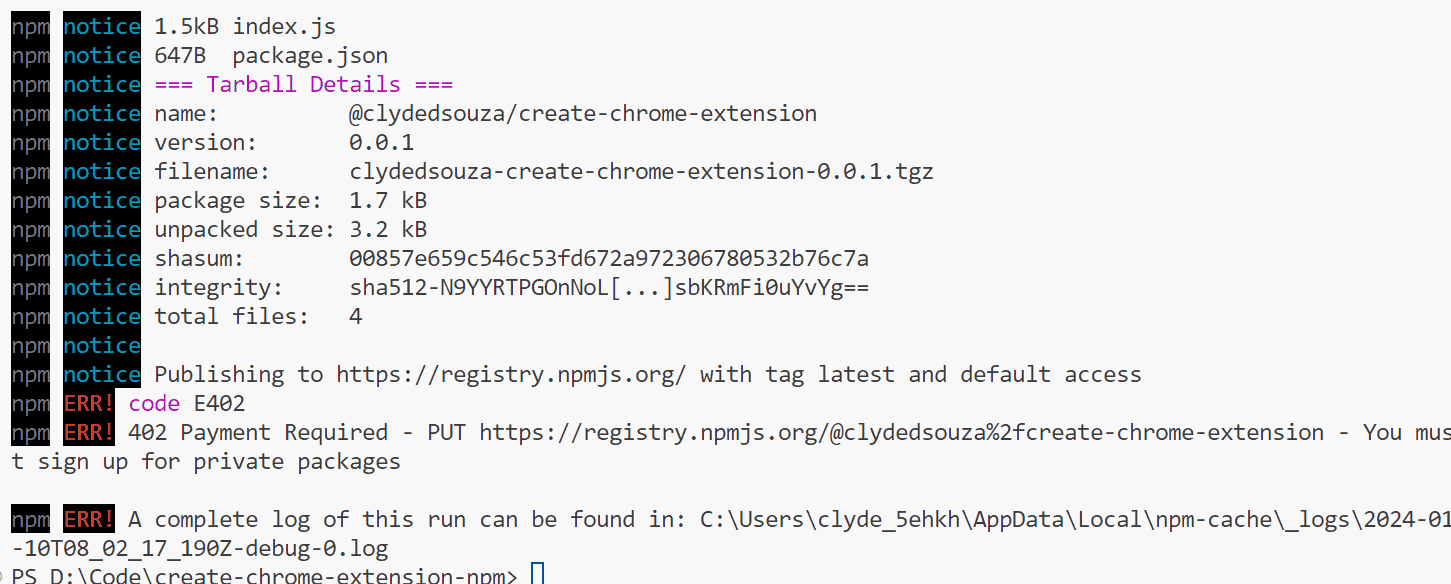 npm notice 1.5kB index.js
npm notice 647B  package.json
npm notice === Tarball Details ===
npm notice name:          @clydedsouza/create-chrome-extension
npm notice version:       0.0.1
npm notice filename:      clydedsouza-create-chrome-extension-0.0.1.tgz
npm notice package size:  1.7 kB
npm notice unpacked size: 3.2 kB
npm notice shasum:        00857e659c546c53fd672a972306780532b76c7a
npm notice integrity:     sha512-N9YYRTPGOnNoL[...]sbKRmFi0uYvYg==
npm notice total files:   4
npm notice
npm notice Publishing to https://registry.npmjs.org/ with tag latest and default access
npm ERR! code E402
npm ERR! 402 Payment Required - PUT https://registry.npmjs.org/@clydedsouza%2fcreate-chrome-extension - You mus
t sign up for private packages
npm ERR! A complete log of this run can be found in: C:\Users\clyde_5ehkh\AppData\Local\npm-cache\_logs\2024-01
-10T08_02_17_190Z-debug-0.log
PS D:\Code\create-chrome-extension-npm>